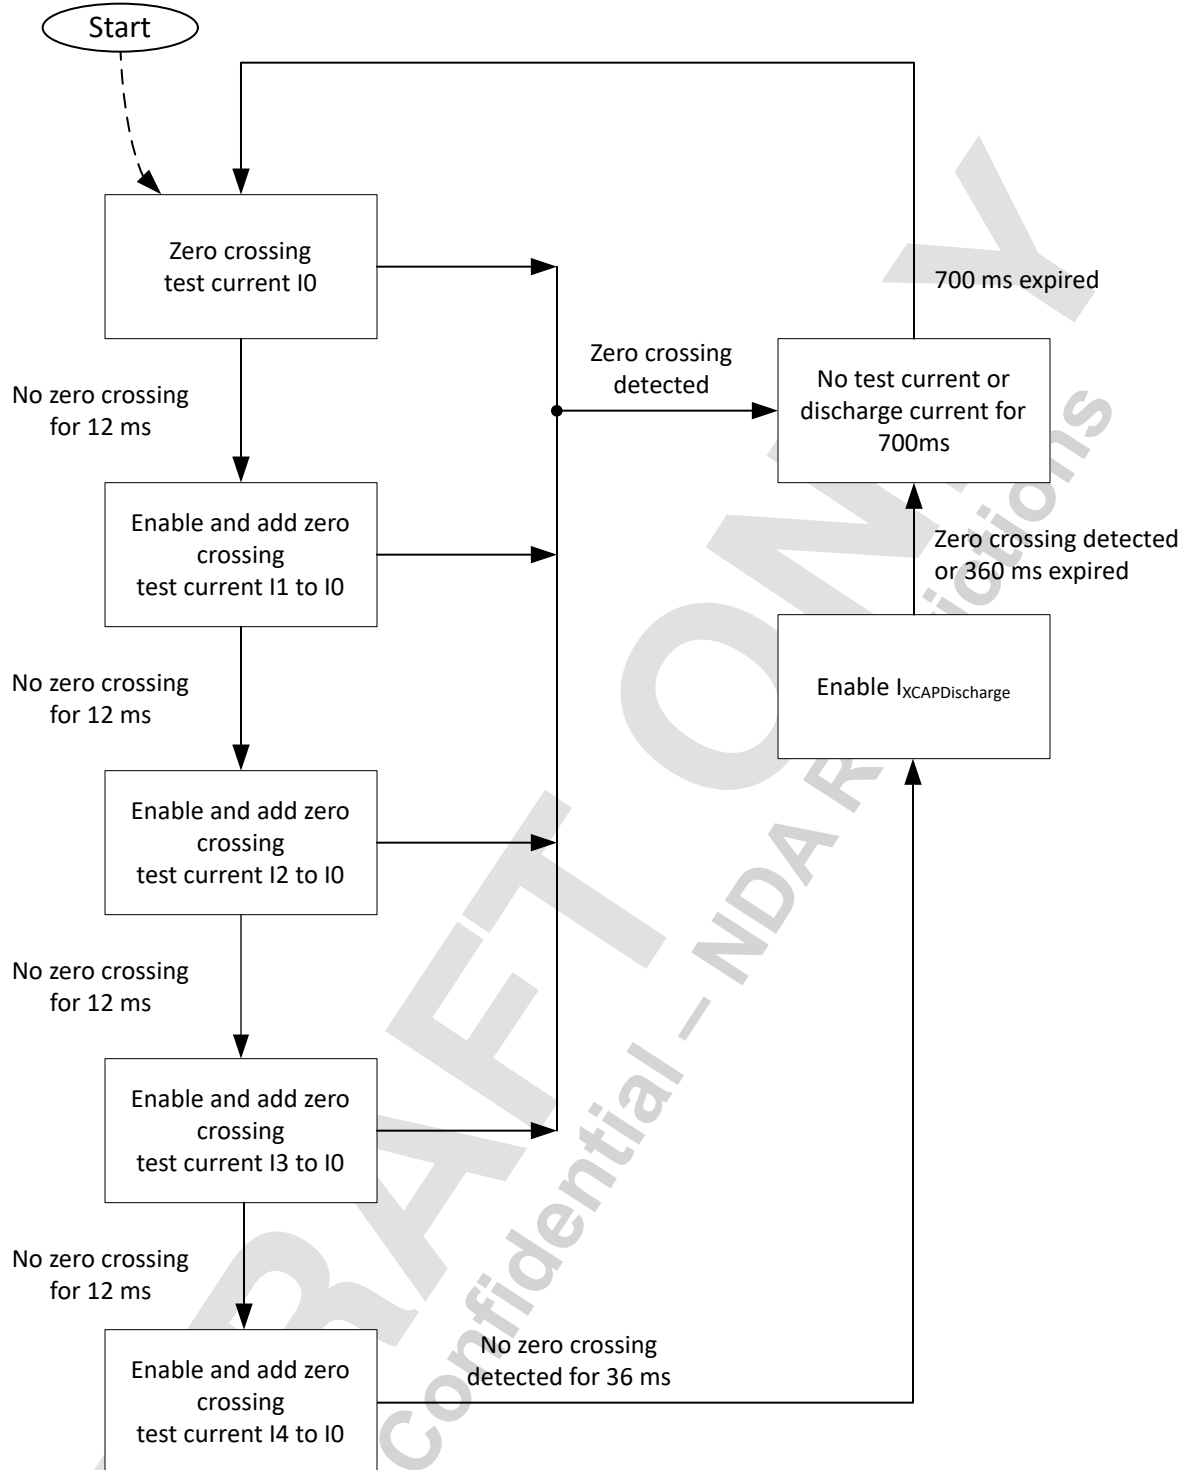 Start
Zero crossing
test current I0
700 ms expired
Zero crossing
detected
No test current or
discharge current for
700ms
No zero crossing
for 12 ms
Enable and add zero
crossing
test current I1 to I0
Zero crossing detected
or 360 ms expired
No zero crossing
for 12 ms
Enable IXCAPDischarge
Enable and add zero
crossing
test current I2 to I0
No zero crossing
for 12 ms
Enable and add zero
crossing
test current I3 to I0
No zero crossing
for 12 ms
No zero crossing
detected for 36 ms
Enable and add zero
crossing
test current I4 to I0
RAFT ONLY
Confidential – NDA R
ictions